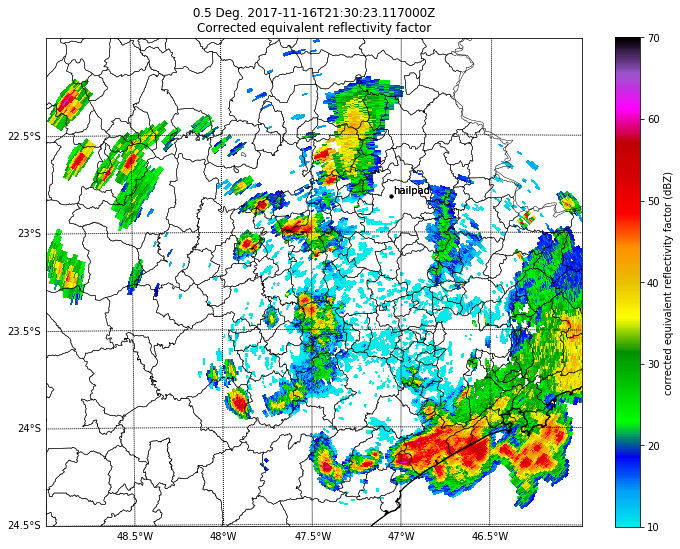 0.5 Deg. 2017-11-16T21:30:23.117000Z
Corrected equivalent reflectivity factor
22.5°S
23°S
23.5°S
24°S
24.5°S
48.5°W
48°W
47.5°W
47°W
46.5°W
hailpad
70
60
50
40
30
20
10
corrected equivalent reflectivity factor (dBZ)